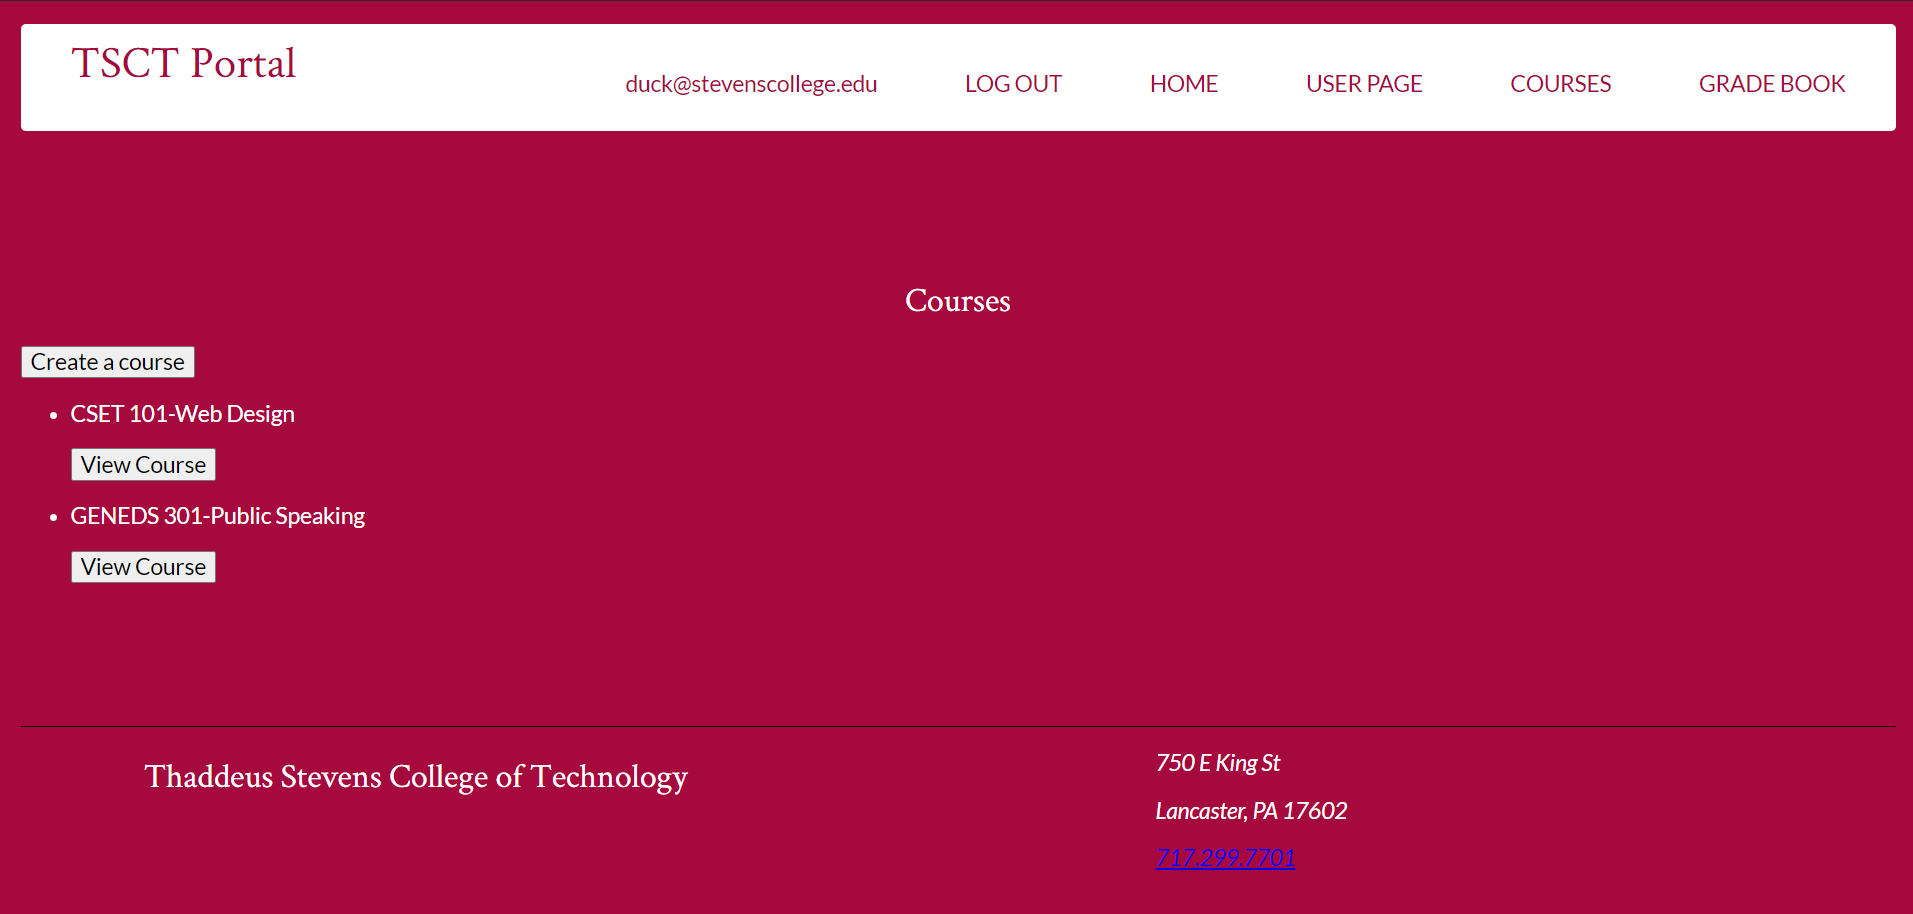 TSCT Portal
duck@stevenscollege.edu LOG OUT HOME USER PAGE COURSES GRADE BOOK
Courses
Create a course
CSET 101-Web Design
View Course
GENEDS 301-Public Speaking
View Course
Thaddeus Stevens College of Technology
750 E King St
Lancaster, PA 17602
717.299.7701